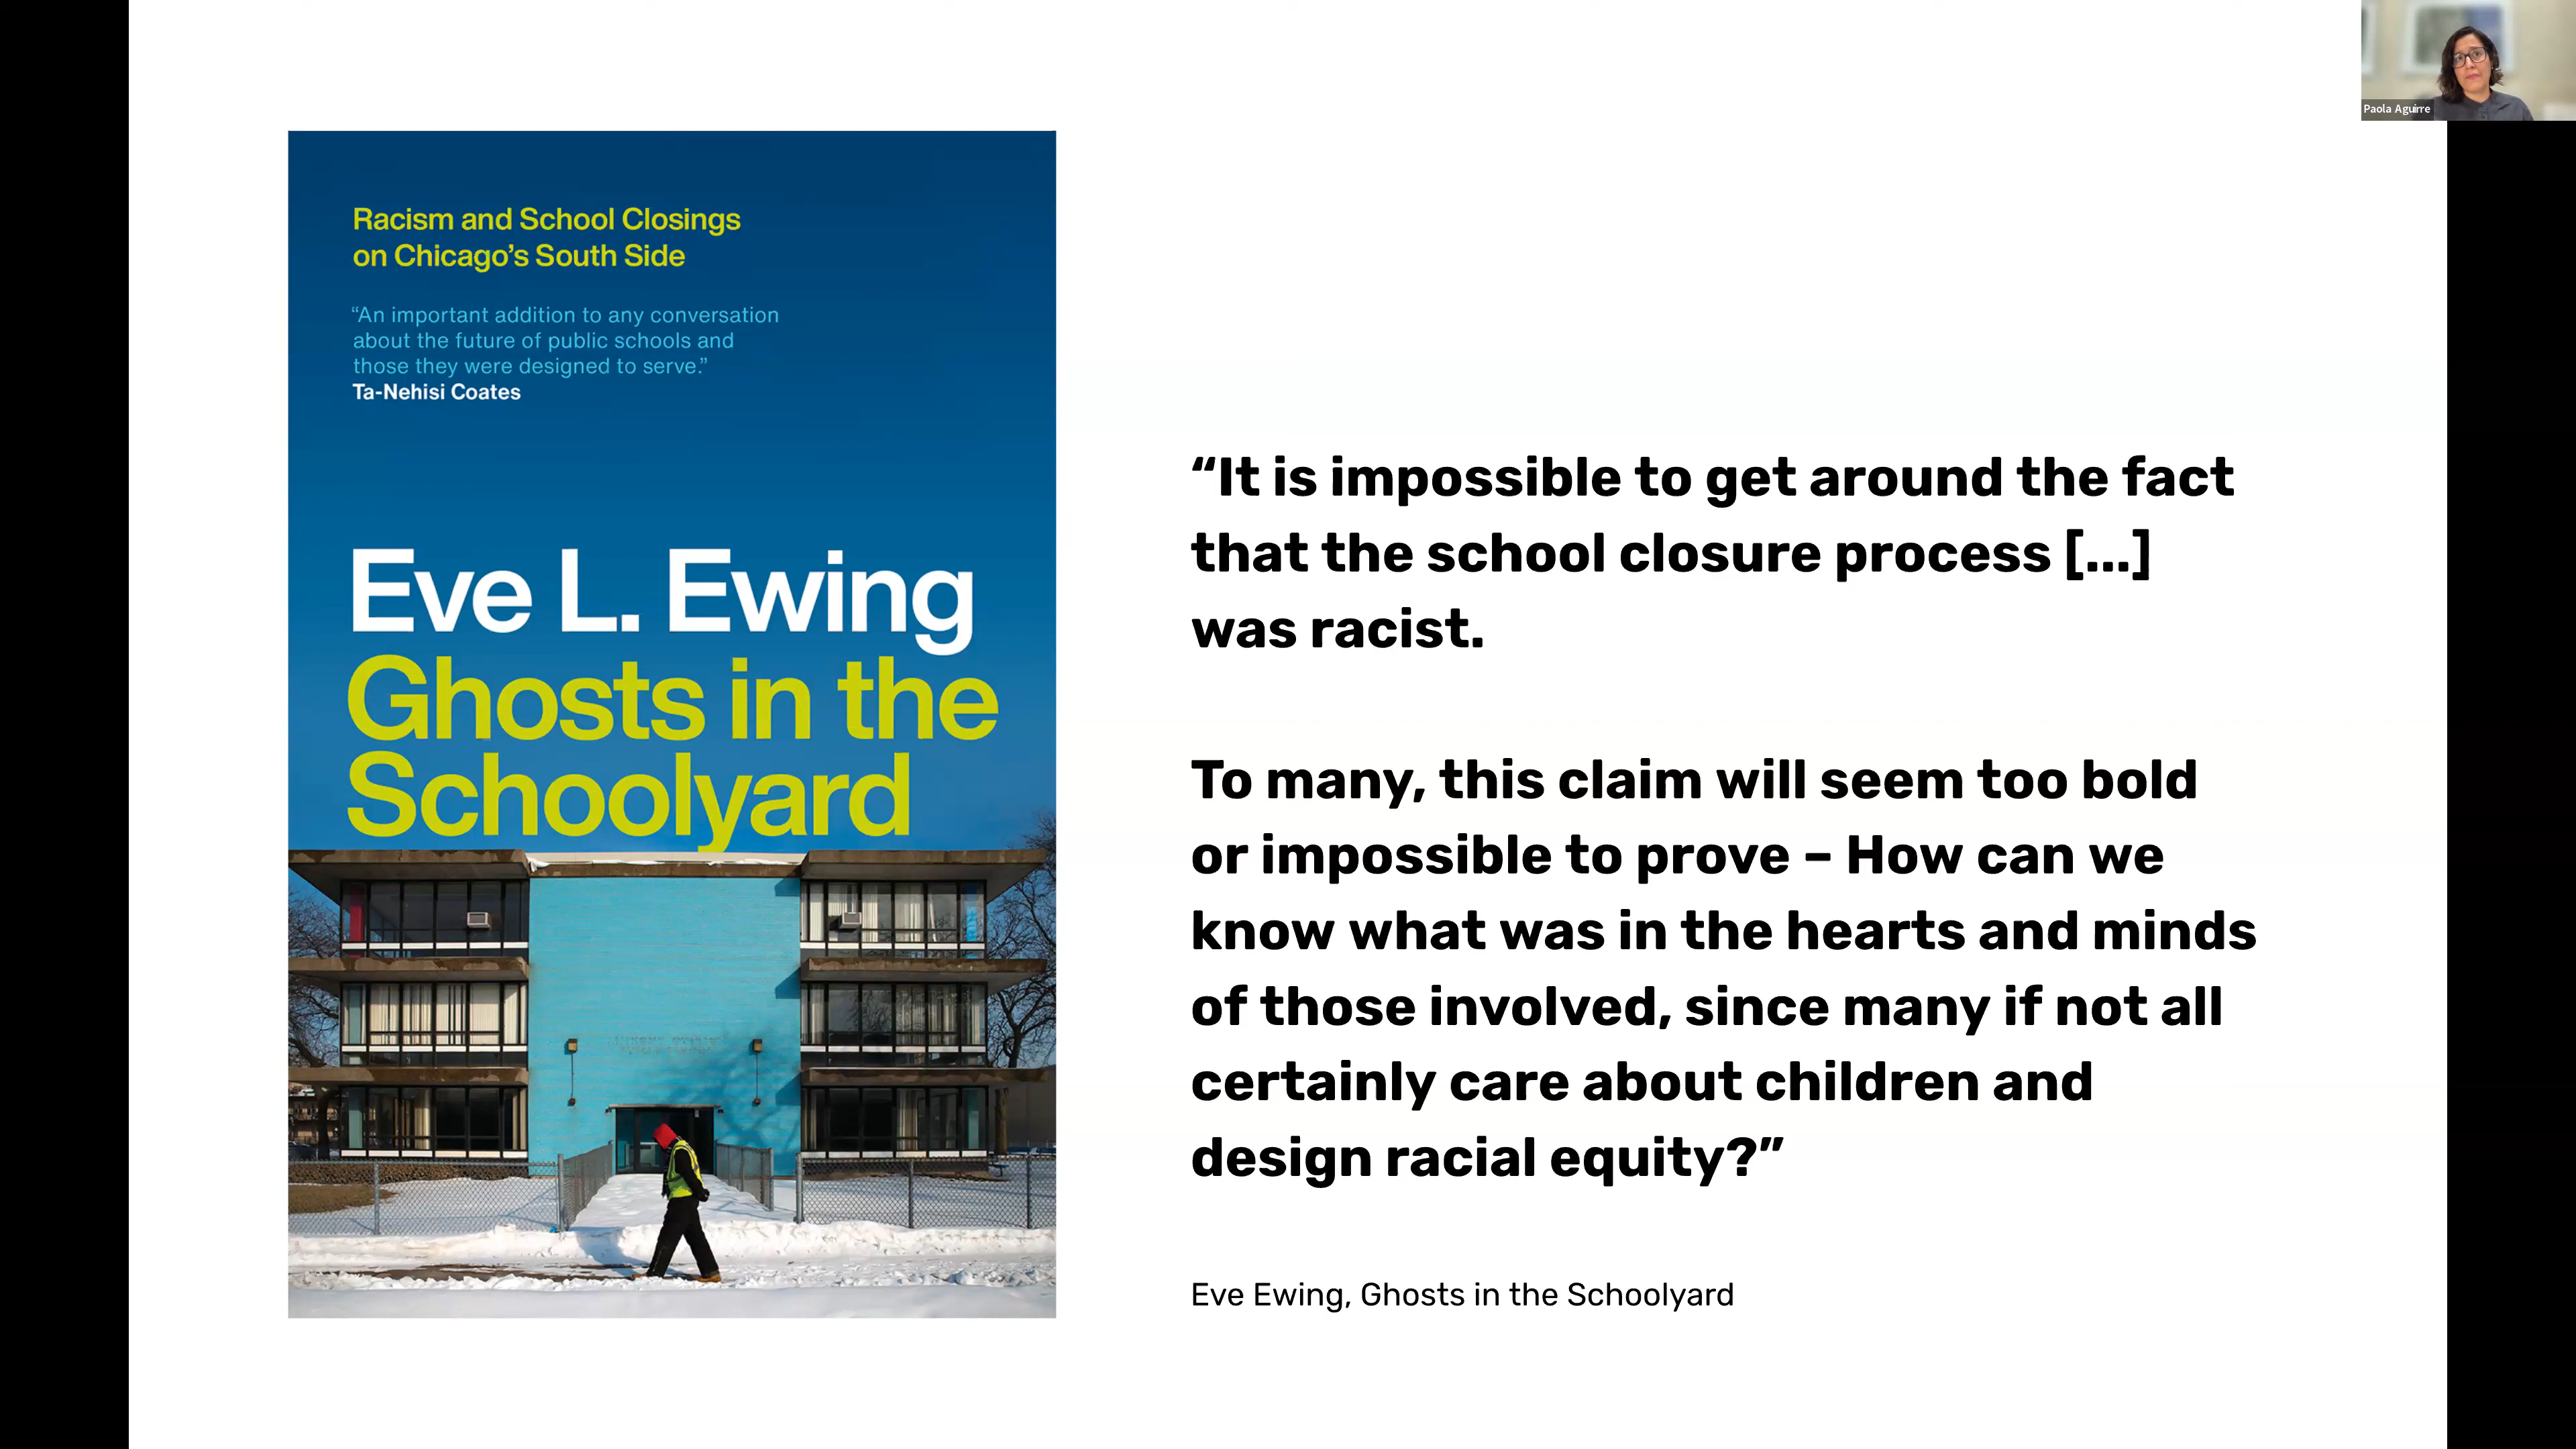 Paola Aguirre
Racism and School Closings
on Chicago's South Side
“An important addition to any conversation
about the future of public schools and
those they were designed to serve.”
Ta-Nehisi Coates
Eve L. Ewing
Ghosts in the
Schoolyard
“It is impossible to get around the fact
that the school closure process [...]
was racist.
To many, this claim will seem too bold
or impossible to prove – How can we
know what was in the hearts and minds
of those involved, since many if not all
certainly care about children and
design racial equity?”
Eve Ewing, Ghosts in the Schoolyard